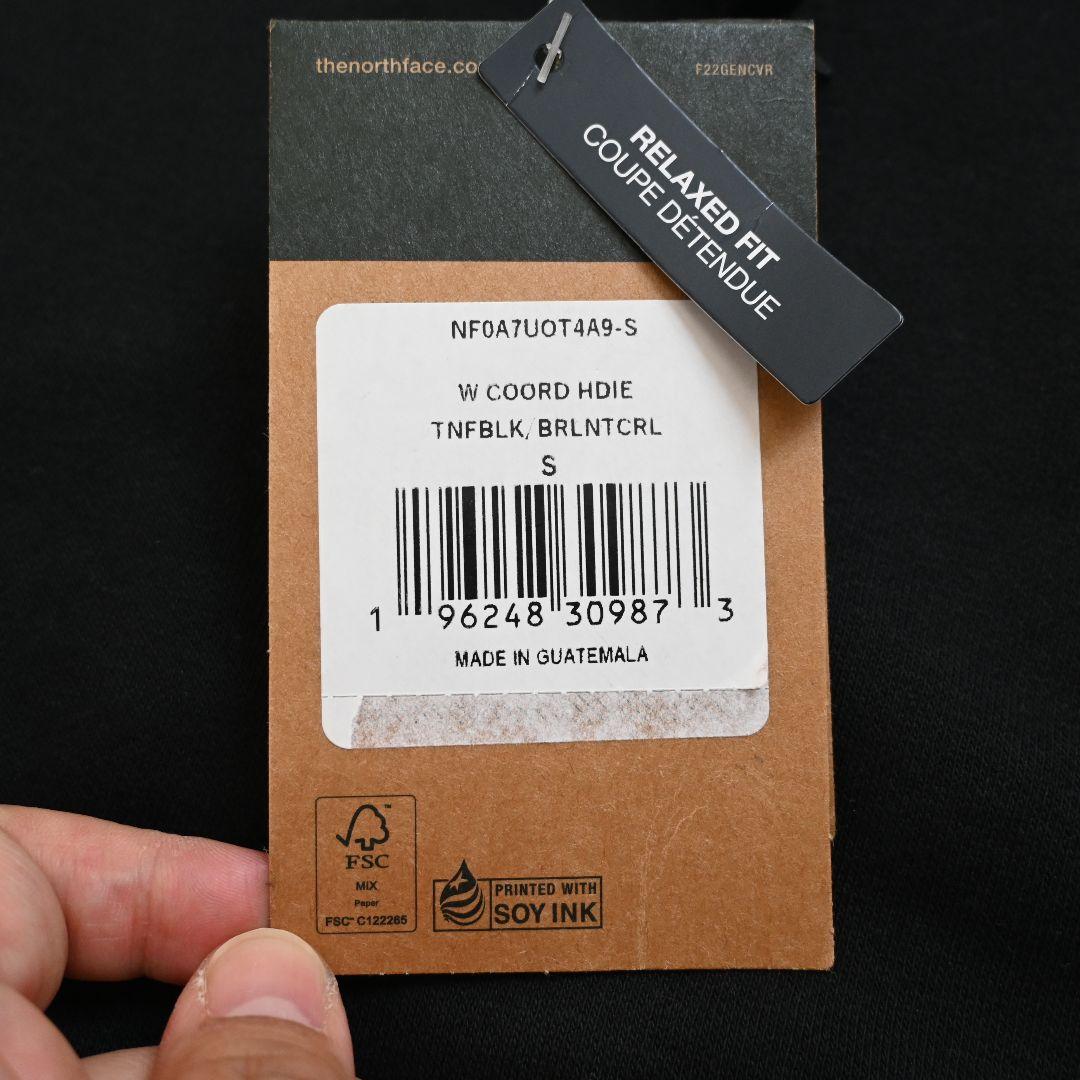 thenorthface.co
F22GENCVR
RELAXED FIT
COUPE DÉTENDUE
NF0A7UOT4A9-S
W COORD HDIE
TNFBLK/BRLNTCRL
S
1 96248 30987 3
MADE IN GUATEMALA
FSC
MIX
Paper
FSC™ C122265
PRINTED WITH
SOY INK